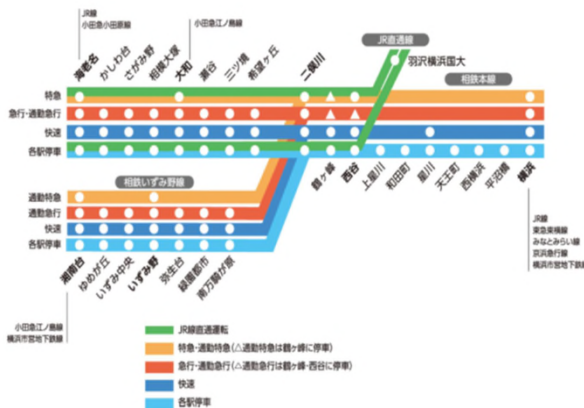 JR線
小田急小田原線
小田急江ノ島線
JR直通線
羽沢横浜国大
海老名
かしわ台
さがみ野
相模大塚
大和
瀬谷
三ツ境
希望ヶ丘
二俣川
相鉄本線
特急
急行・通勤急行
快速
各駅停車
鶴ヶ峰
西谷
上星川
和田町
星川
天王町
西横浜
平沼橋
横浜
相鉄いずみ野線
通勤特急
通勤急行
快速
各駅停車
湘南台
ゆめが丘
いずみ中央
いずみ野
弥生台
緑園都市
南万騎が原
JR線
東急東横線
みなとみらい線
京浜急行線
横浜市営地下鉄線
小田急江ノ島線
横浜市営地下鉄線
JR線直通運転
特急・通勤特急(△通勤特急は鶴ヶ峰に停車)
急行・通勤急行(△通勤急行は鶴ヶ峰・西谷に停車)
快速
各駅停車